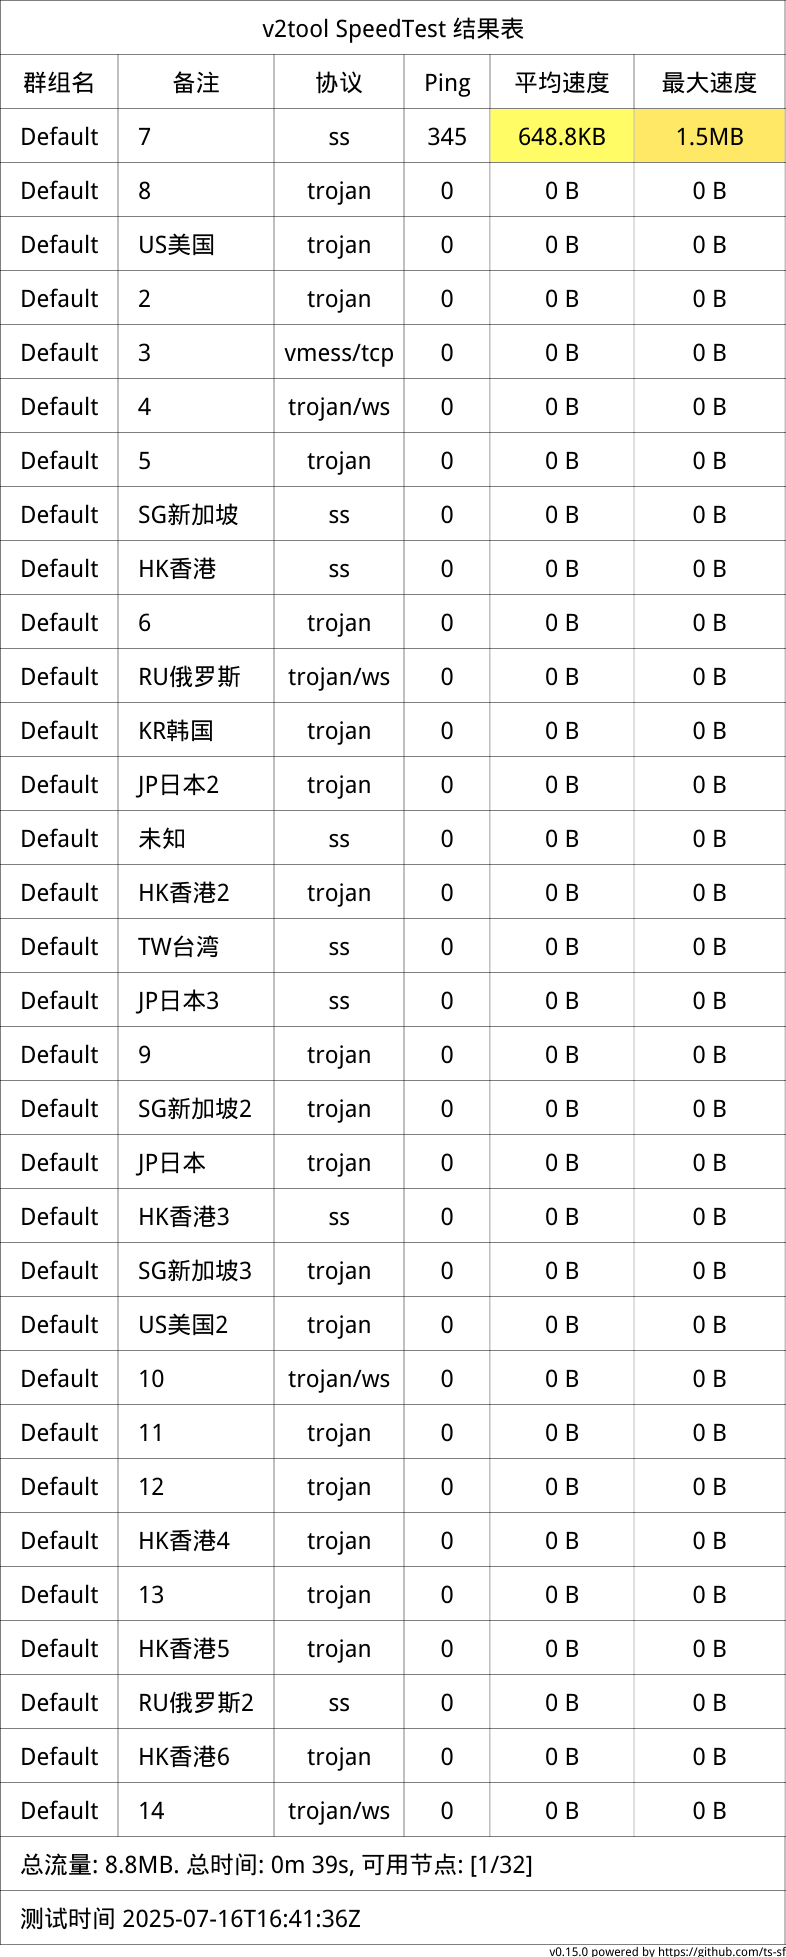 v2tool SpeedTest 结果表
群组名 备注 协议 Ping 平均速度 最大速度
Default 7 ss 345 648.8KB 1.5MB
Default 8 trojan 0 0 B 0 B
Default US美国 trojan 0 0 B 0 B
Default 2 trojan 0 0 B 0 B
Default 3 vmess/tcp 0 0 B 0 B
Default 4 trojan/ws 0 0 B 0 B
Default 5 trojan 0 0 B 0 B
Default SG新加坡 ss 0 0 B 0 B
Default HK香港 ss 0 0 B 0 B
Default 6 trojan 0 0 B 0 B
Default RU俄罗斯 trojan/ws 0 0 B 0 B
Default KR韩国 trojan 0 0 B 0 B
Default JP日本2 trojan 0 0 B 0 B
Default 未知 ss 0 0 B 0 B
Default HK香港2 trojan 0 0 B 0 B
Default TW台湾 ss 0 0 B 0 B
Default JP日本3 ss 0 0 B 0 B
Default 9 trojan 0 0 B 0 B
Default SG新加坡2 trojan 0 0 B 0 B
Default JP日本 trojan 0 0 B 0 B
Default HK香港3 ss 0 0 B 0 B
Default SG新加坡3 trojan 0 0 B 0 B
Default US美国2 trojan 0 0 B 0 B
Default 10 trojan/ws 0 0 B 0 B
Default 11 trojan 0 0 B 0 B
Default 12 trojan 0 0 B 0 B
Default HK香港4 trojan 0 0 B 0 B
Default 13 trojan 0 0 B 0 B
Default HK香港5 trojan 0 0 B 0 B
Default RU俄罗斯2 ss 0 0 B 0 B
Default HK香港6 trojan 0 0 B 0 B
Default 14 trojan/ws 0 0 B 0 B
总流量: 8.8MB. 总时间: 0m 39s, 可用节点: [1/32]
测试时间 2025-07-16T16:41:36Z
v0.15.0 powered by https://github.com/ts-sf